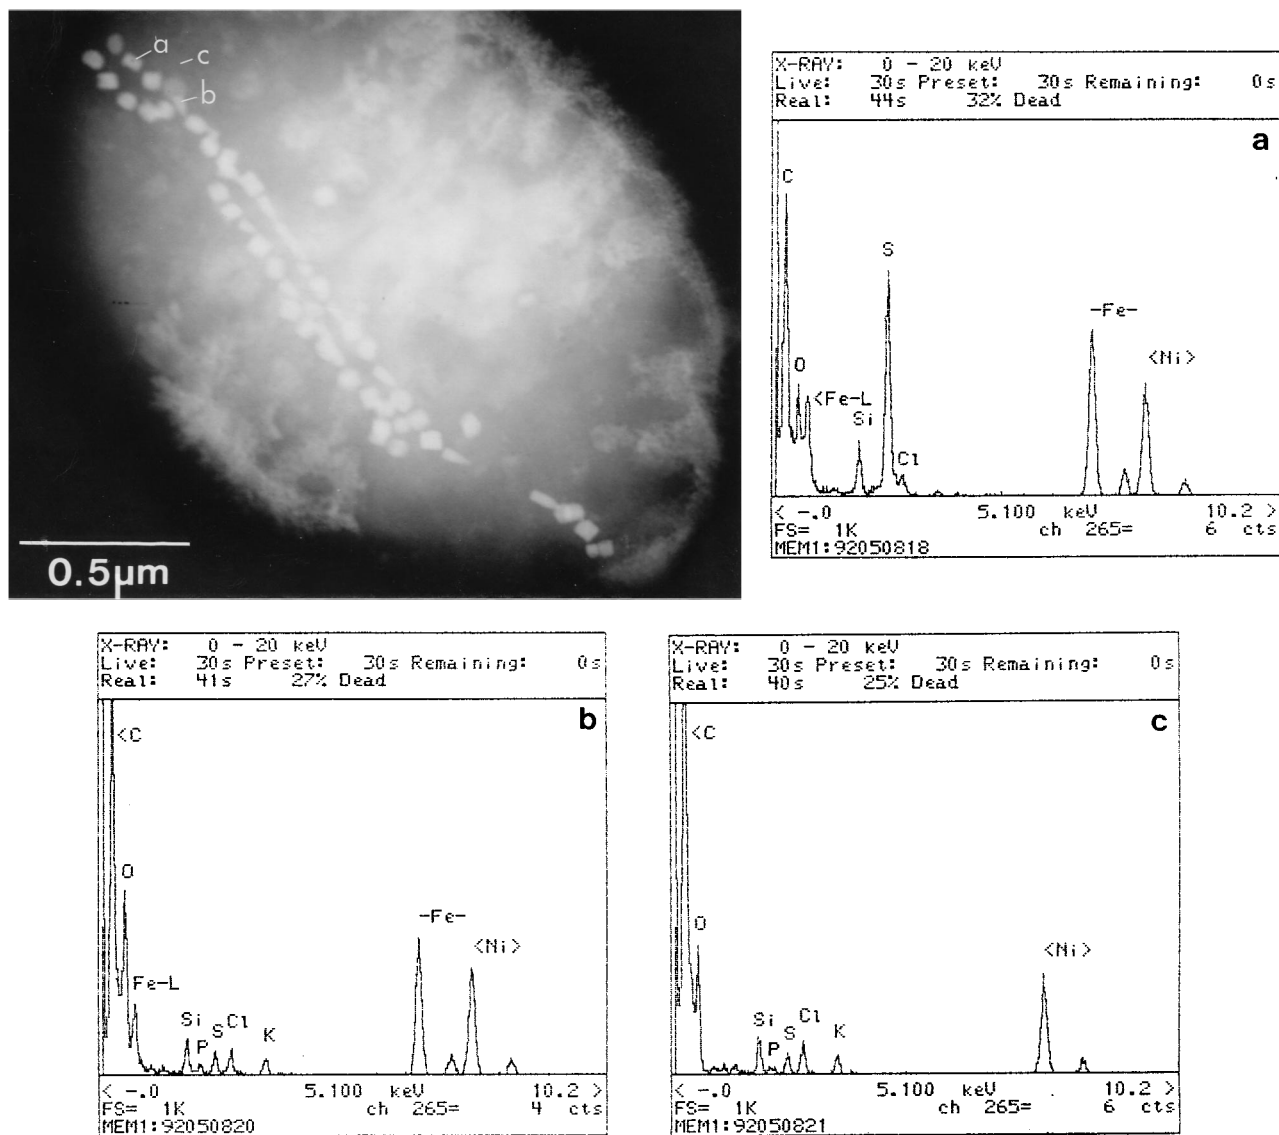 a
c
b
0.5µm
X-RAY: 0 - 20 keV
Live: 30s Preset: 30s Remaining: 0s
Real: 44s 32% Dead
a
C
S
-Fe-
<Ni>
O
<Fe-L
Si
Cl
< -.0 5.100 keV 10.2 >
FS= 1K ch 265= 6 cts
MEM1:92050818
X-RAY: 0 - 20 keV
Live: 30s Preset: 30s Remaining: 0s
Real: 41s 27% Dead
b
<C
O
-Fe-
<Ni>
Fe-L
Si
P
S
Cl
K
< -.0 5.100 keV 10.2 >
FS= 1K ch 265= 4 cts
MEM1:92050820
X-RAY: 0 - 20 keV
Live: 30s Preset: 30s Remaining: 0s
Real: 40s 25% Dead
c
<C
O
<Ni>
Si
P
S
Cl
K
< -.0 5.100 keV 10.2 >
FS= 1K ch 265= 6 cts
MEM1:92050821